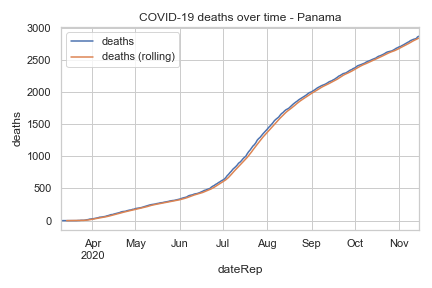 COVID-19 deaths over time - Panama
deaths
deaths (rolling)
3000
2500
2000
1500
1000
500
0
deaths
Apr
2020
May
Jun
Jul
Aug
Sep
Oct
Nov
dateRep